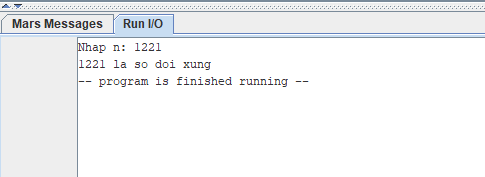 Mars Messages Run I/O
Nhap n: 1221
1221 la so doi xung
-- program is finished running --